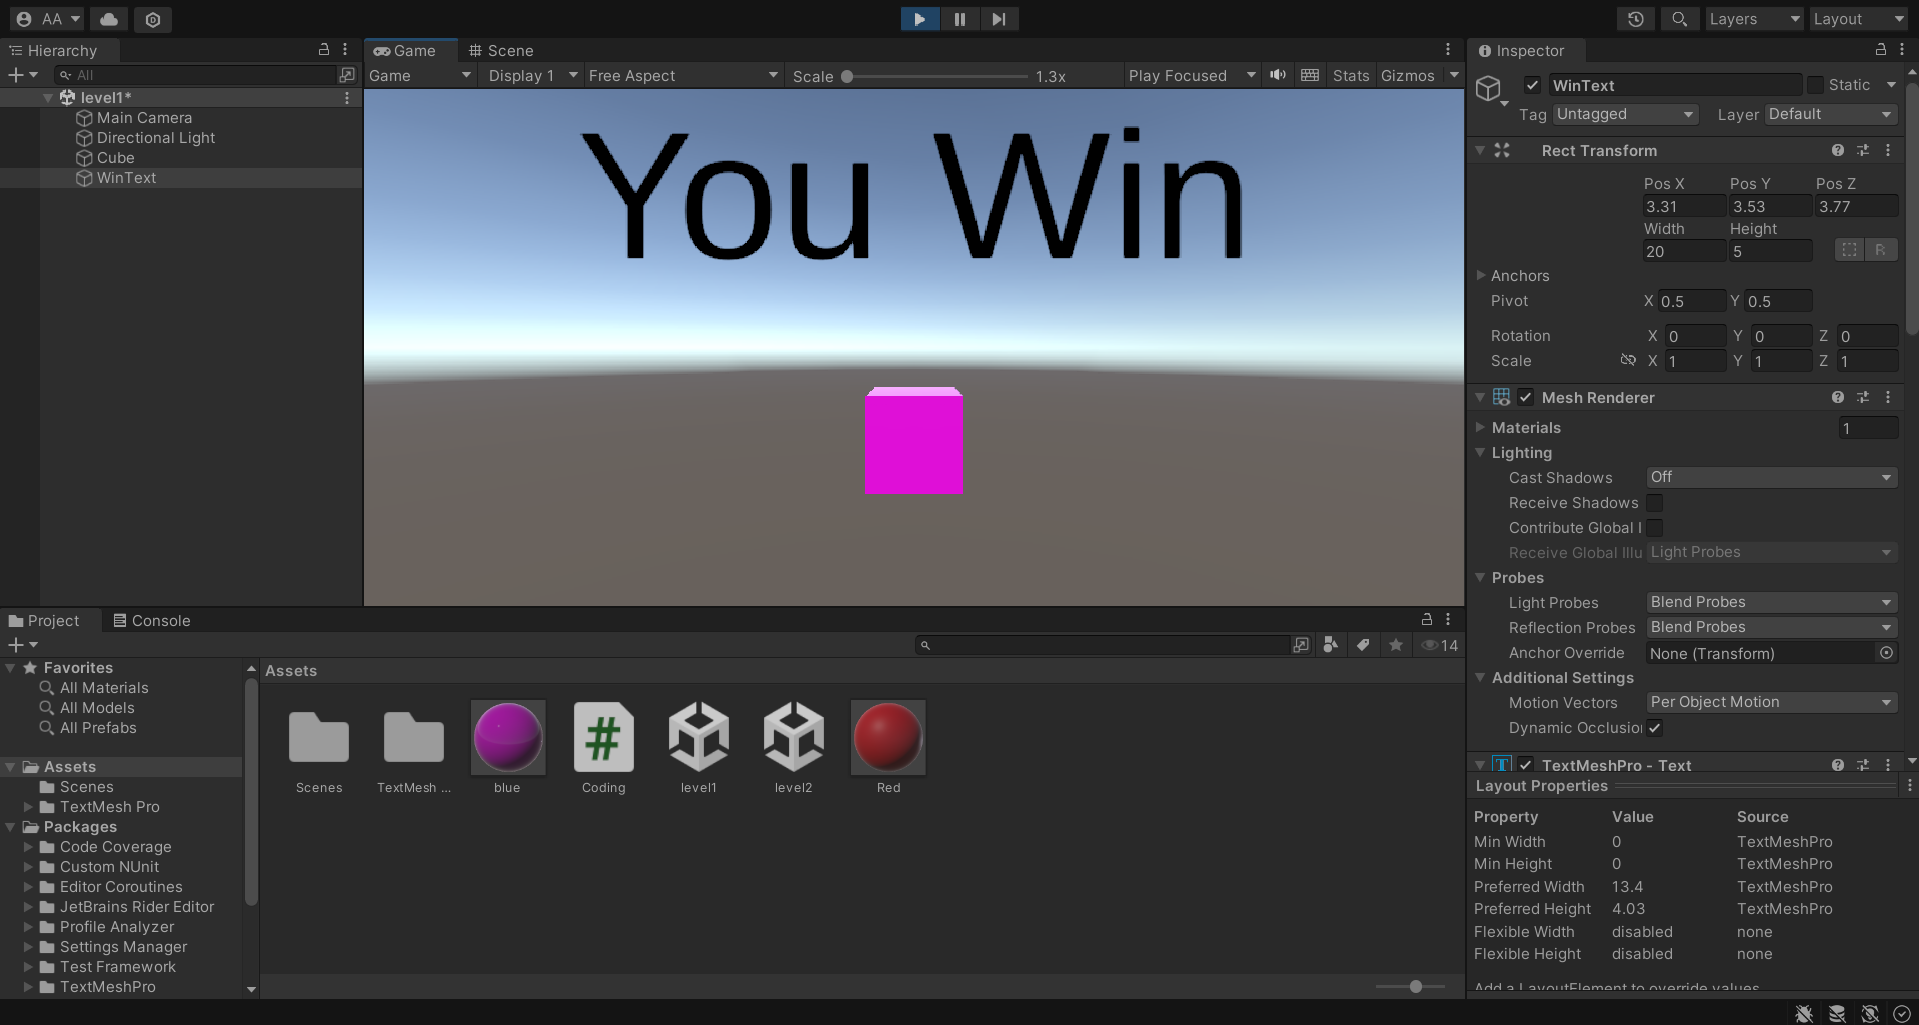 AA
Layers
Layout
Hierarchy
All
level1*
Main Camera
Directional Light
Cube
WinText
Game
Scene
Game
Display 1
Free Aspect
Scale
1.3x
Play Focused
Stats
Gizmos
You Win
Inspector
WinText
Static
Tag Untagged
Layer Default
Rect Transform
Pos X Pos Y Pos Z
3.31 3.53 3.77
Width Height
20 5
R
Anchors
Pivot X 0.5 Y 0.5
Rotation X 0 Y 0 Z 0
Scale X 1 Y 1 Z 1
Mesh Renderer
Materials 1
Lighting
Cast Shadows Off
Receive Shadows
Contribute Global I
Receive Global Illu Light Probes
Probes
Light Probes Blend Probes
Reflection Probes Blend Probes
Anchor Override None (Transform)
Additional Settings
Motion Vectors Per Object Motion
Dynamic Occlusio
TextMeshPro - Text
Layout Properties
Property Value Source
Min Width 0 TextMeshPro
Min Height 0 TextMeshPro
Preferred Width 13.4 TextMeshPro
Preferred Height 4.03 TextMeshPro
Flexible Width disabled none
Flexible Height disabled none
Add a LayoutElement to override values
Project
Console
14
Favorites
All Materials
All Models
All Prefabs
Assets
Scenes
TextMesh Pro
Packages
Code Coverage
Custom NUnit
Editor Coroutines
JetBrains Rider Editor
Profile Analyzer
Settings Manager
Test Framework
TextMeshPro
Assets
#
Scenes
TextMesh ...
blue
Coding
level1
level2
Red